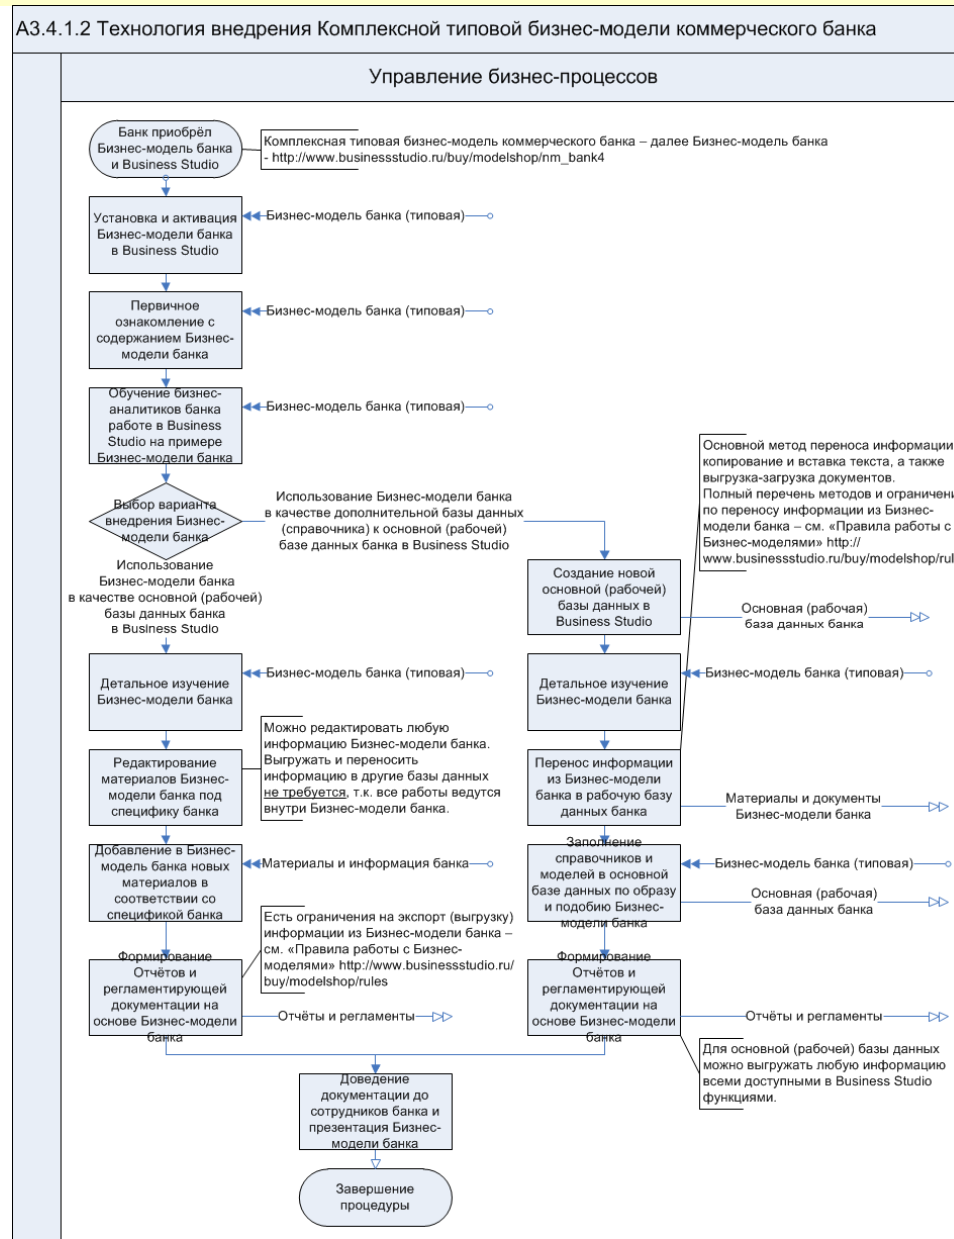 А3.4.1.2 Технология внедрения Комплексной типовой бизнес-модели коммерческого банка
Управление бизнес-процессов
Банк приобрёл
Бизнес-модель банка
и Business Studio
Комплексная типовая бизнес-модель коммерческого банка – далее Бизнес-модель банка
- http://www.businessstudio.ru/buy/modelshop/nm_bank4
Установка и активация
Бизнес-модели банка
в Business Studio
Бизнес-модель банка (типовая)
Первичное
ознакомление с
содержанием Бизнес-
модели банка
Бизнес-модель банка (типовая)
Обучение бизнес-
аналитиков банка
работе в Business
Studio на примере
Бизнес-модели банка
Бизнес-модель банка (типовая)
Основной метод переноса информации
копирование и вставка текста, а также
выгрузка-загрузка документов.
Полный перечень методов и ограничени
по переносу информации из Бизнес-
модели банка – см. «Правила работы с
Бизнес-моделями» http://
www.businessstudio.ru/buy/modelshop/rul
Выбор варианта
внедрения Бизнес-
модели банка
Использование Бизнес-модели банка
в качестве дополнительной базы данных
(справочника) к основной (рабочей)
базе данных банка в Business Studio
Использование
Бизнес-модели банка
в качестве основной (рабочей)
базы данных банка
в Business Studio
Создание новой
основной (рабочей)
базы данных в
Business Studio
Основная (рабочая)
база данных банка
Детальное изучение
Бизнес-модели банка
Бизнес-модель банка (типовая)
Детальное изучение
Бизнес-модели банка
Бизнес-модель банка (типовая)
Можно редактировать любую
информацию Бизнес-модели банка.
Выгружать и переносить
информацию в другие базы данных
не требуется, т.к. все работы ведутся
внутри Бизнес-модели банка.
Редактирование
материалов Бизнес-
модели банка под
специфику банка
Перенос информации
из Бизнес-модели
банка в рабочую базу
данных банка
Материалы и документы
Бизнес-модели банка
Добавление в Бизнес-
модель банка новых
материалов в
соответствии со
спецификой банка
Материалы и информация банка
Заполнение
справочников и
моделей в основной
базе данных по образу
и подобию Бизнес-
модели банка
Бизнес-модель банка (типовая)
Основная (рабочая)
база данных банка
Есть ограничения на экспорт (выгрузку)
информации из Бизнес-модели банка –
см. «Правила работы с Бизнес-
моделями» http://www.businessstudio.ru/
buy/modelshop/rules
Формирование
Отчётов и
регламентирующей
документации на
основе Бизнес-модели
банка
Отчёты и регламенты
Формирование
Отчётов и
регламентирующей
документации на
основе Бизнес-модели
банка
Отчёты и регламенты
Для основной (рабочей) базы данных
можно выгружать любую информацию
всеми доступными в Business Studio
функциями.
Доведение
документации до
сотрудников банка и
презентация Бизнес-
модели банка
Завершение
процедуры